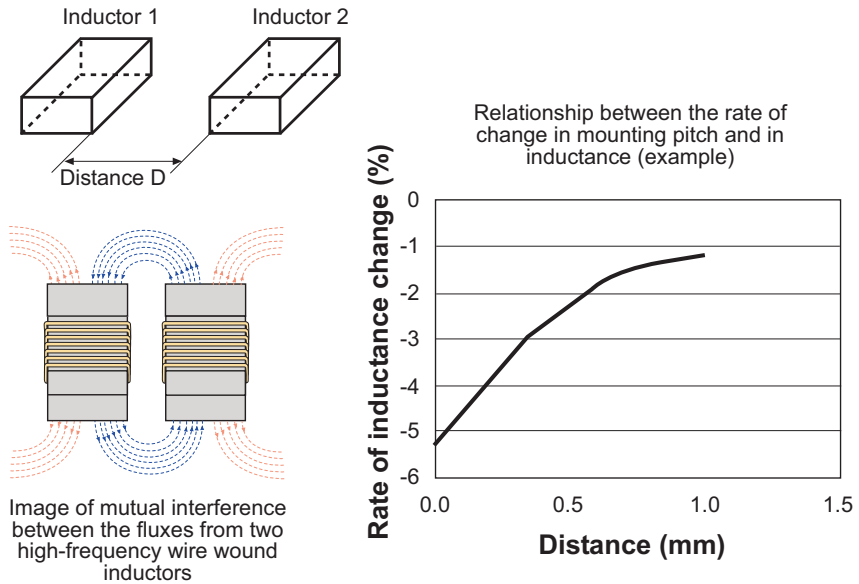 Inductor 1
Inductor 2
Distance D
Image of mutual interference
between the fluxes from two
high-frequency wire wound
inductors
Relationship between the rate of
change in mounting pitch and in
inductance (example)
Rate of inductance change (%)
0
-1
-2
-3
-4
-5
-6
0.0
0.5
1.0
1.5
Distance (mm)